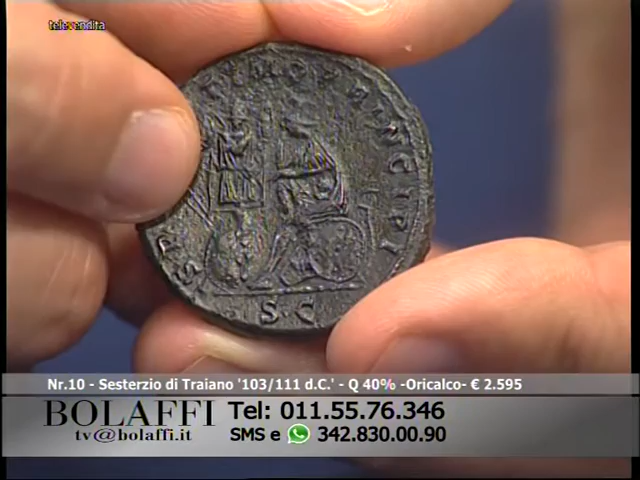 televendita
SPQR OPTIMO PRINCIPI
S·C
Nr.10 - Sesterzio di Traiano '103/111 d.C.' - Q 40% -Oricalco- € 2.595
BOLAFFI
tv@bolaffi.it
Tel: 011.55.76.346
SMS e 342.830.00.90